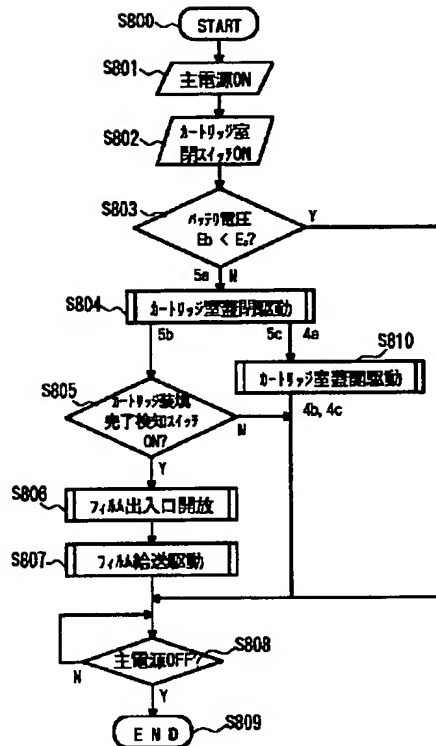 S800
START
S801
主電源ON
S802
カートリッジ室
閉スイッチON
S803
バッテリ電圧
Eb < E₀?
Y
5a N
S804
カートリッジ室蓋閉駆動
5b
5c 4a
S810
カートリッジ室蓋開駆動
4b, 4c
S805
カートリッジ装填
完了検知スイッチ
ON?
N
Y
S806
フィルム出入口開放
S807
フィルム給送駆動
S808
主電源OFF?
N
Y
S809
E N D